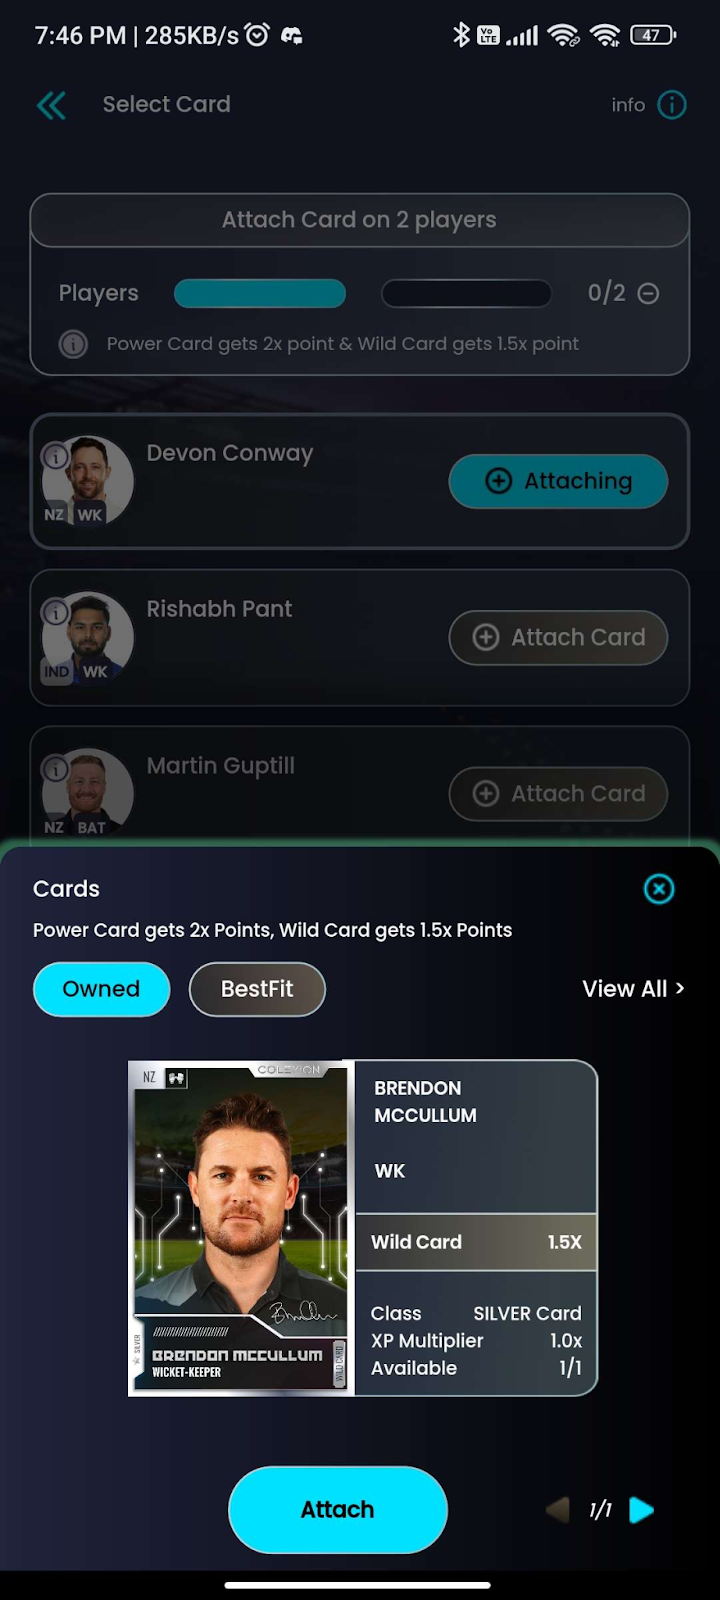 7:46 PM | 285KB/s
Vo LTE
47
Select Card
info
Attach Card on 2 players
Players
0/2
Power Card gets 2x point & Wild Card gets 1.5x point
Devon Conway
Attaching
NZ WK
Rishabh Pant
Attach Card
IND WK
Martin Guptill
Attach Card
NZ BAT
Cards
Power Card gets 2x Points, Wild Card gets 1.5x Points
Owned
BestFit
View All >
NZ
COLEXION
SILVER
BRENDON MCCULLUM
WICKET-KEEPER
WILD CARD
BRENDON
MCCULLUM
WK
Wild Card 1.5X
Class SILVER Card
XP Multiplier 1.0x
Available 1/1
Attach
1/1